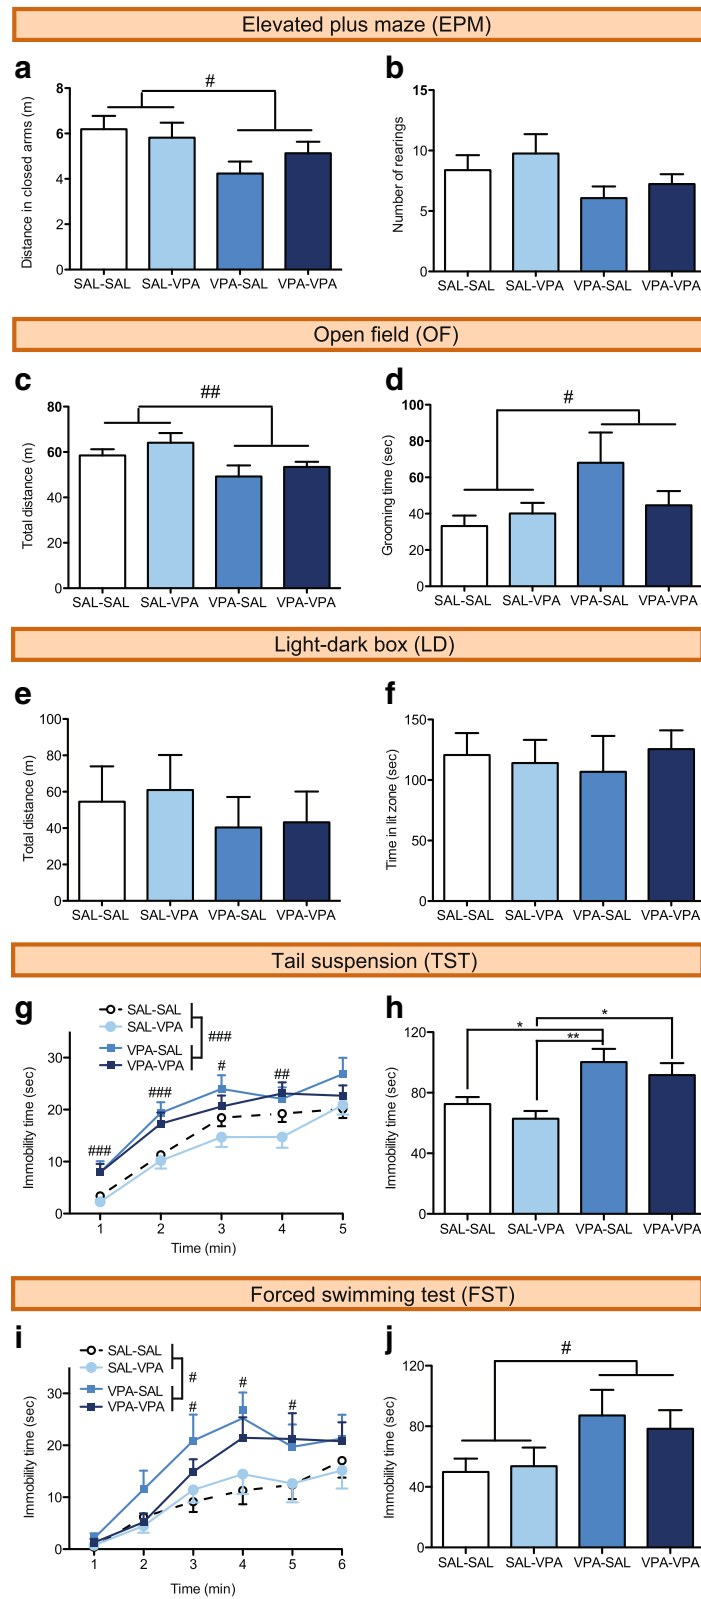 Elevated plus maze (EPM)
a
b
#
Distance in closed arms (m)
8
6
4
2
0
SAL-SAL SAL-VPA VPA-SAL VPA-VPA
Number of rearings
15
10
5
0
SAL-SAL SAL-VPA VPA-SAL VPA-VPA
Open field (OF)
c
d
##
Total distance (m)
80
60
40
20
0
SAL-SAL SAL-VPA VPA-SAL VPA-VPA
#
Grooming time (sec)
100
80
60
40
20
0
SAL-SAL SAL-VPA VPA-SAL VPA-VPA
Light-dark box (LD)
e
f
Total distance (m)
100
80
60
40
20
0
SAL-SAL SAL-VPA VPA-SAL VPA-VPA
Time in lit zone (sec)
150
100
50
0
SAL-SAL SAL-VPA VPA-SAL VPA-VPA
Tail suspension (TST)
g
h
SAL-SAL
SAL-VPA
VPA-SAL
VPA-VPA
###
###
###
#
##
Immobility time (sec)
30
20
10
0
1 2 3 4 5
Time (min)
*
*
**
Immobility time (sec)
120
80
40
0
SAL-SAL SAL-VPA VPA-SAL VPA-VPA
Forced swimming test (FST)
i
j
SAL-SAL
SAL-VPA
VPA-SAL
VPA-VPA
#
#
#
#
Immobility time (sec)
30
20
10
0
1 2 3 4 5 6
Time (min)
#
Immobility time (sec)
120
80
40
0
SAL-SAL SAL-VPA VPA-SAL VPA-VPA